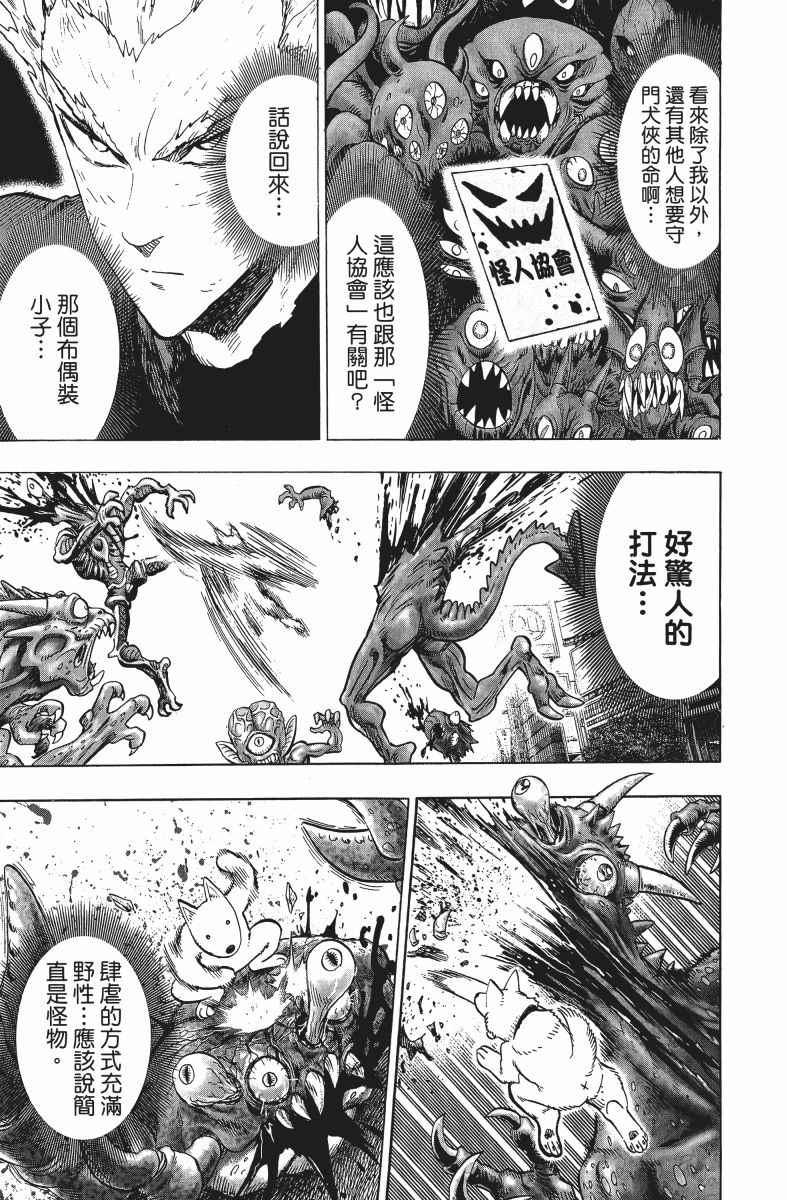 看來除了我以外，
還有其他人想要守
門犬俠的命啊…
怪人協會
這應該也跟那「怪
人協會」有關吧？
話說回來…
那個布偶裝
小子…
好驚人的
打法…
肆虐的方式充滿
野性…應該說簡
直是怪物。